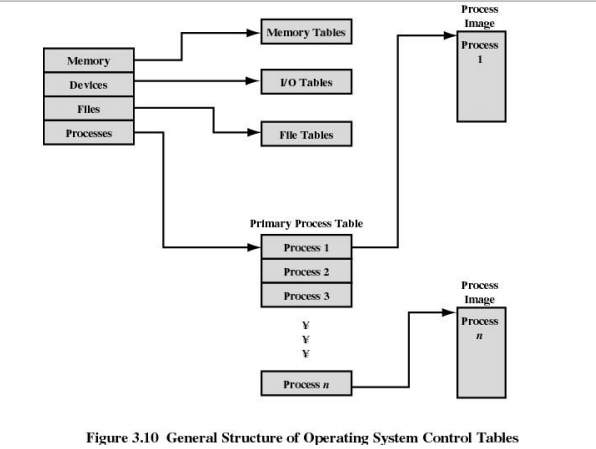 Process
Image
Process
1
Memory Tables
Memory
Devices
I/O Tables
Files
Processes
File Tables
Primary Process Table
Process 1
Process 2
Process 3
¥
¥
¥
Process n
Process
Image
Process
n
Figure 3.10 General Structure of Operating System Control Tables